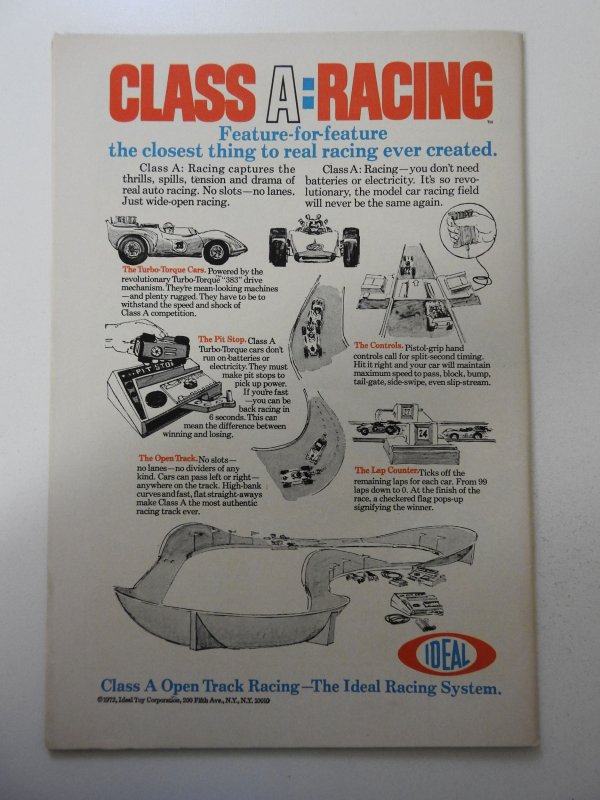 CLASS A:RACING
TM
Feature-for-feature
the closest thing to real racing ever created.
Class A: Racing captures the
thrills, spills, tension and drama of
real auto racing. No slots—no lanes.
Just wide-open racing.
Class A: Racing—you don't need
batteries or electricity. It's so revo-
lutionary, the model car racing field
will never be the same again.
The Turbo-Torque Cars. Powered by the
revolutionary Turbo-Torque "383" drive
mechanism. They're mean-looking machines
—and plenty rugged. They have to be to
withstand the speed and shock of
Class A competition.
The Pit Stop. Class A
Turbo-Torque cars don't
run on batteries or
electricity. They must
make pit stops to
pick up power.
If you're fast
—you can be
back racing in
6 seconds. This can
mean the difference between
winning and losing.
PIT STOP
The Controls. Pistol-grip hand
controls call for split-second timing.
Hit it right and your car will maintain
maximum speed to pass, block, bump,
tail-gate, side-swipe, even slip-stream.
The Open Track. No slots—
no lanes—no dividers of any
kind. Cars can pass left or right—
anywhere on the track. High-bank
curves and fast, flat straight-aways
make Class A the most authentic
racing track ever.
The Lap Counter. Ticks off the
remaining laps for each car. From 99
laps down to 0. At the finish of the
race, a checkered flag pops-up
signifying the winner.
IDEAL
Class A Open Track Racing—The Ideal Racing System.
©1972, Ideal Toy Corporation, 200 Fifth Ave., N.Y., N.Y. 10010